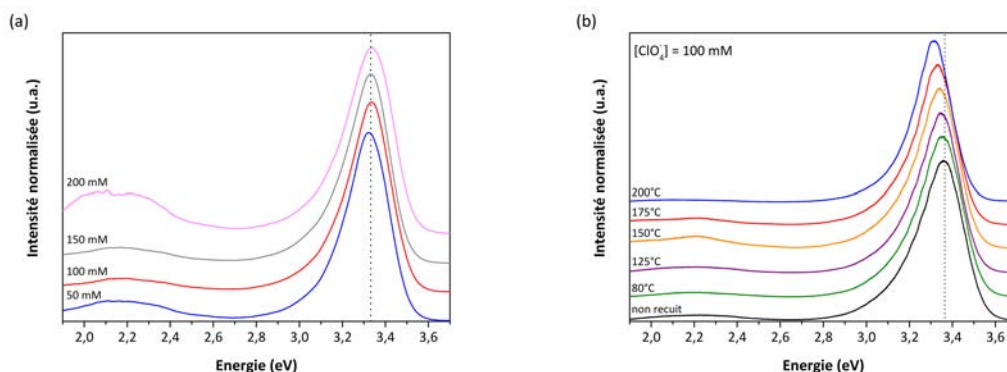 (a)
Intensité normalisée (u.a.)
200 mM
150 mM
100 mM
50 mM
2,0 2,2 2,4 2,6 2,8 3,0 3,2 3,4 3,6
Energie (eV)
(b)
Intensité normalisée (u.a.)
[ClO₄⁻] = 100 mM
200°C
175°C
150°C
125°C
80°C
non recuit
2,0 2,2 2,4 2,6 2,8 3,0 3,2 3,4 3,6
Energie (eV)